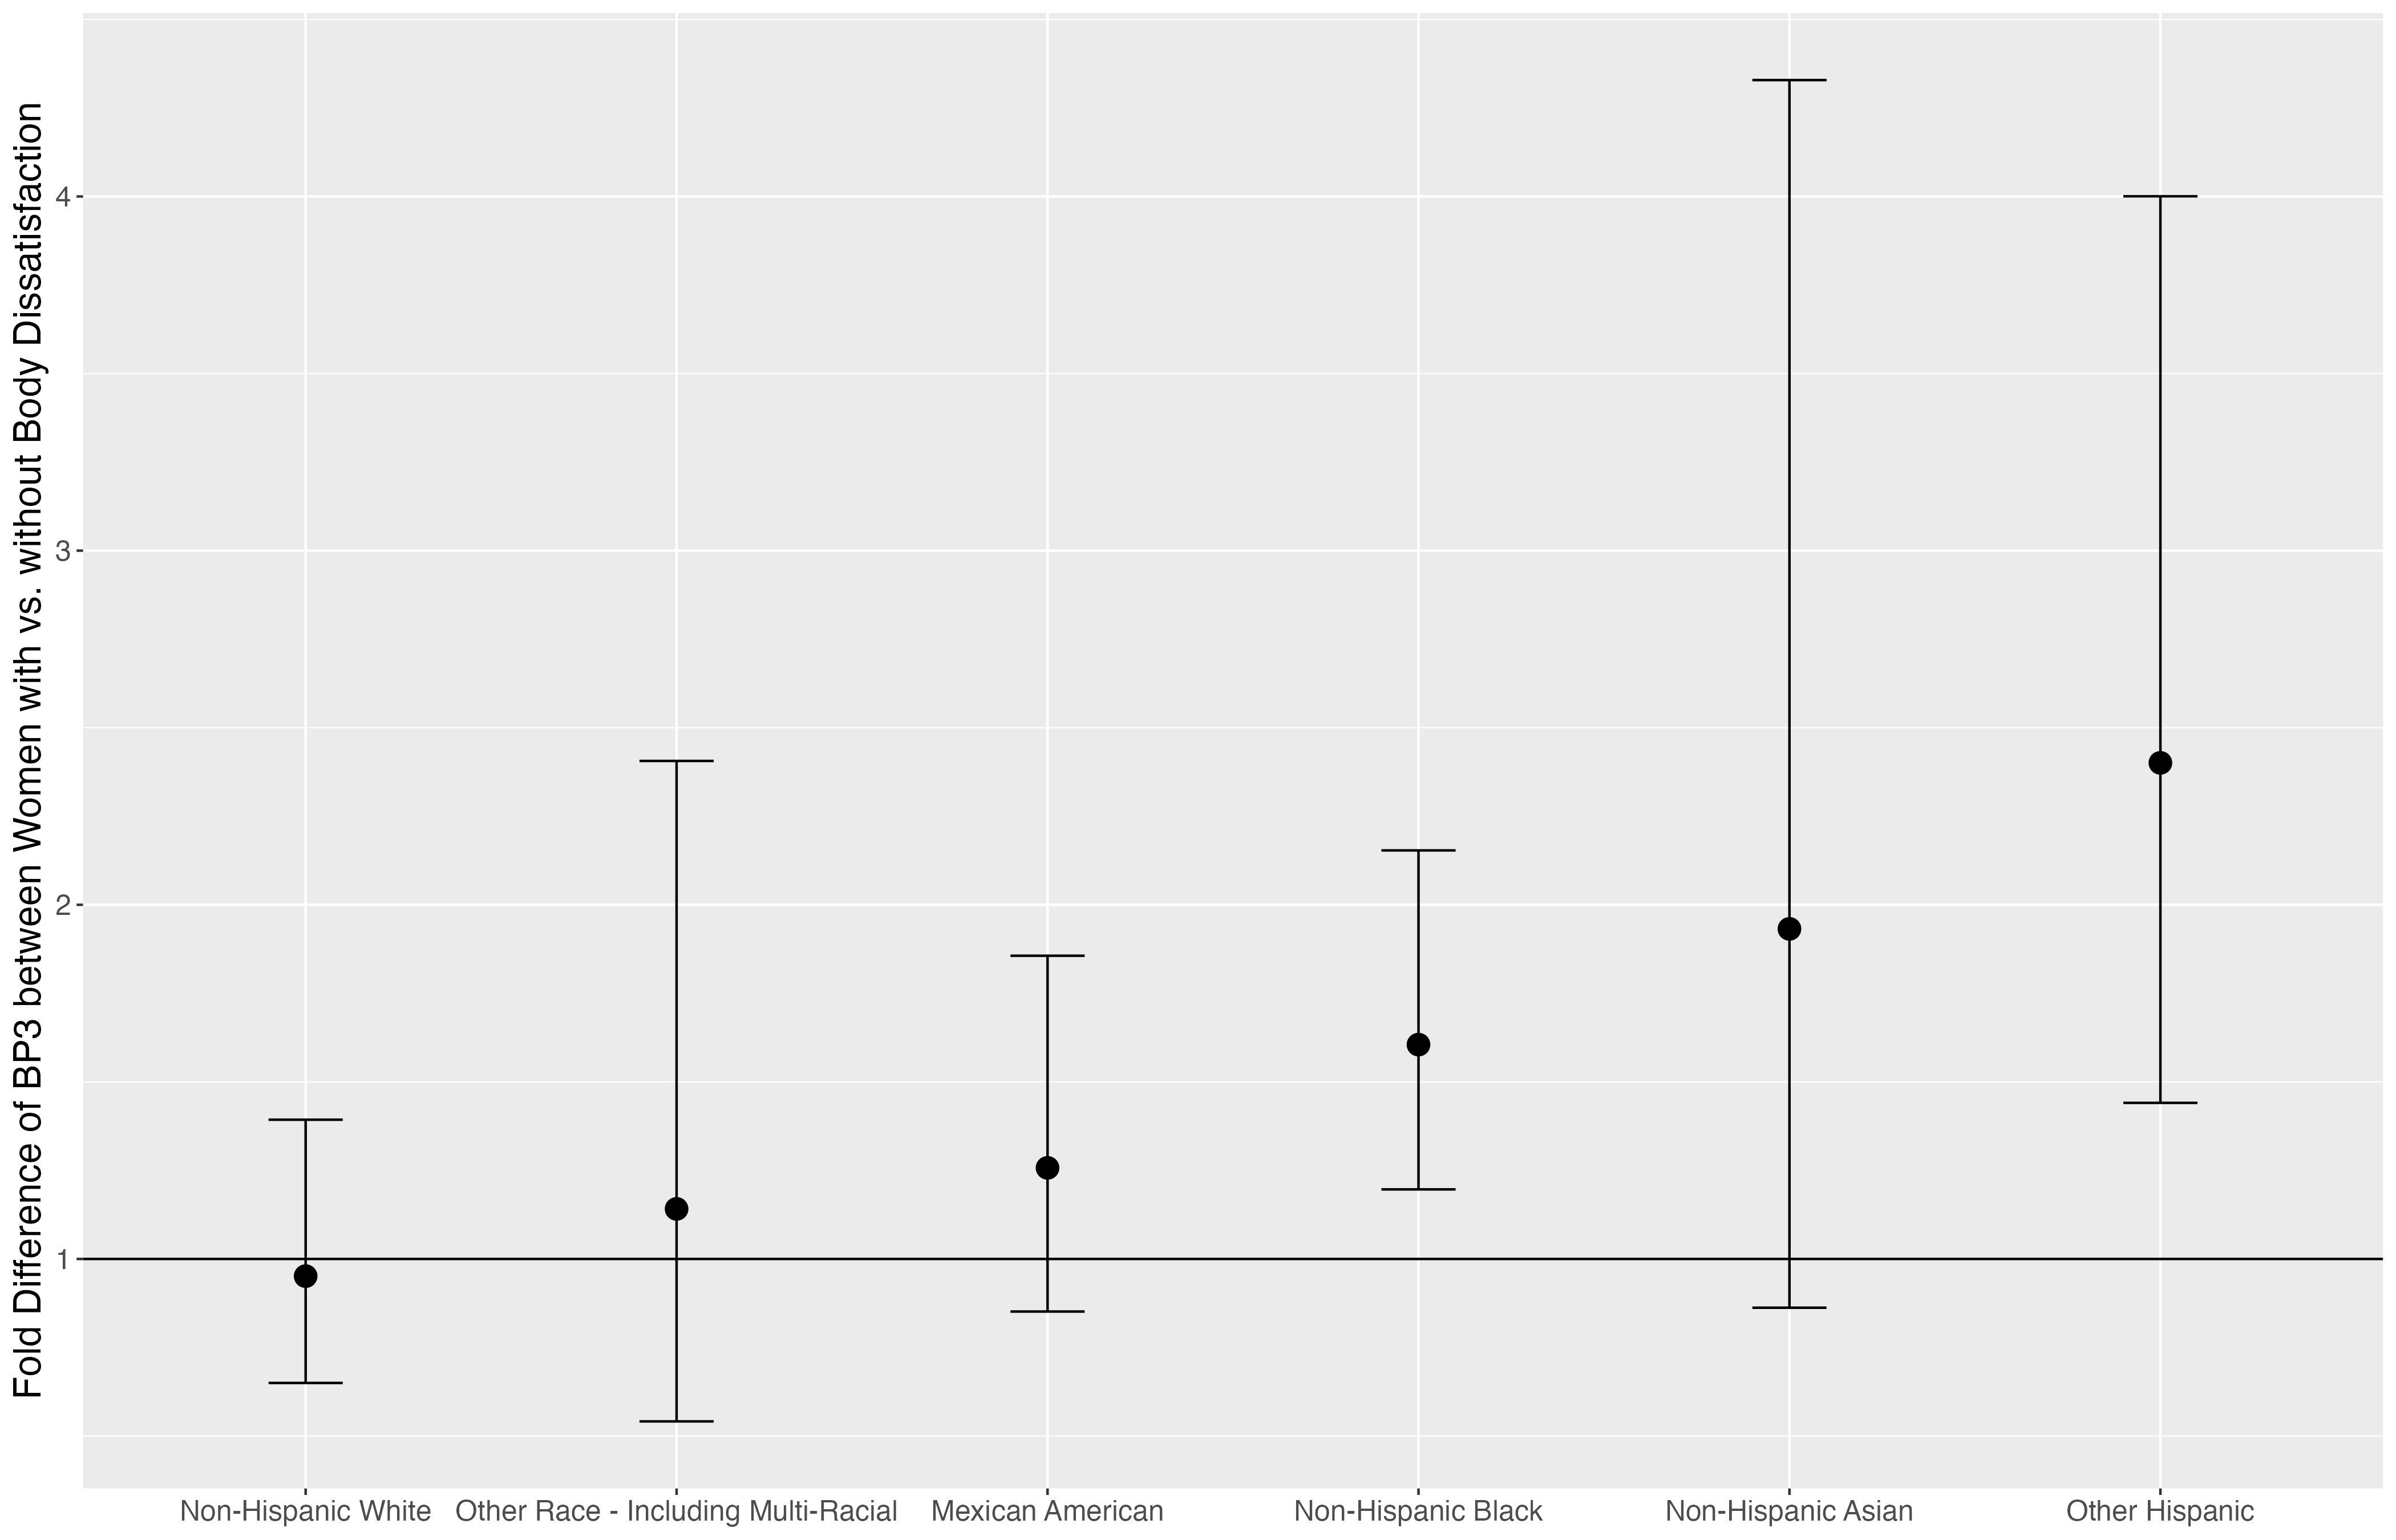 Fold Difference of BP3 between Women with vs. without Body Dissatisfaction
4
3
2
1
Non-Hispanic White
Other Race - Including Multi-Racial
Mexican American
Non-Hispanic Black
Non-Hispanic Asian
Other Hispanic